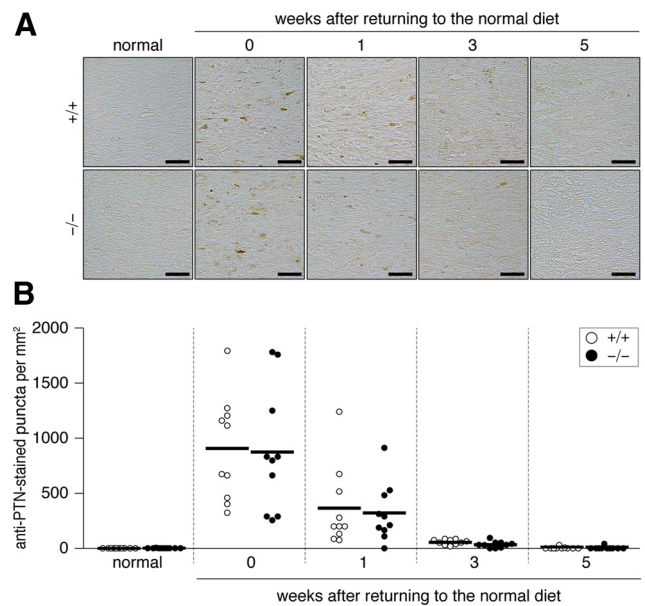 A
weeks after returning to the normal diet
normal 0 1 3 5
+/+
−/−
B
anti-PTN-stained puncta per mm²
2000
1500
1000
500
0
+/+
−/−
normal 0 1 3 5
weeks after returning to the normal diet